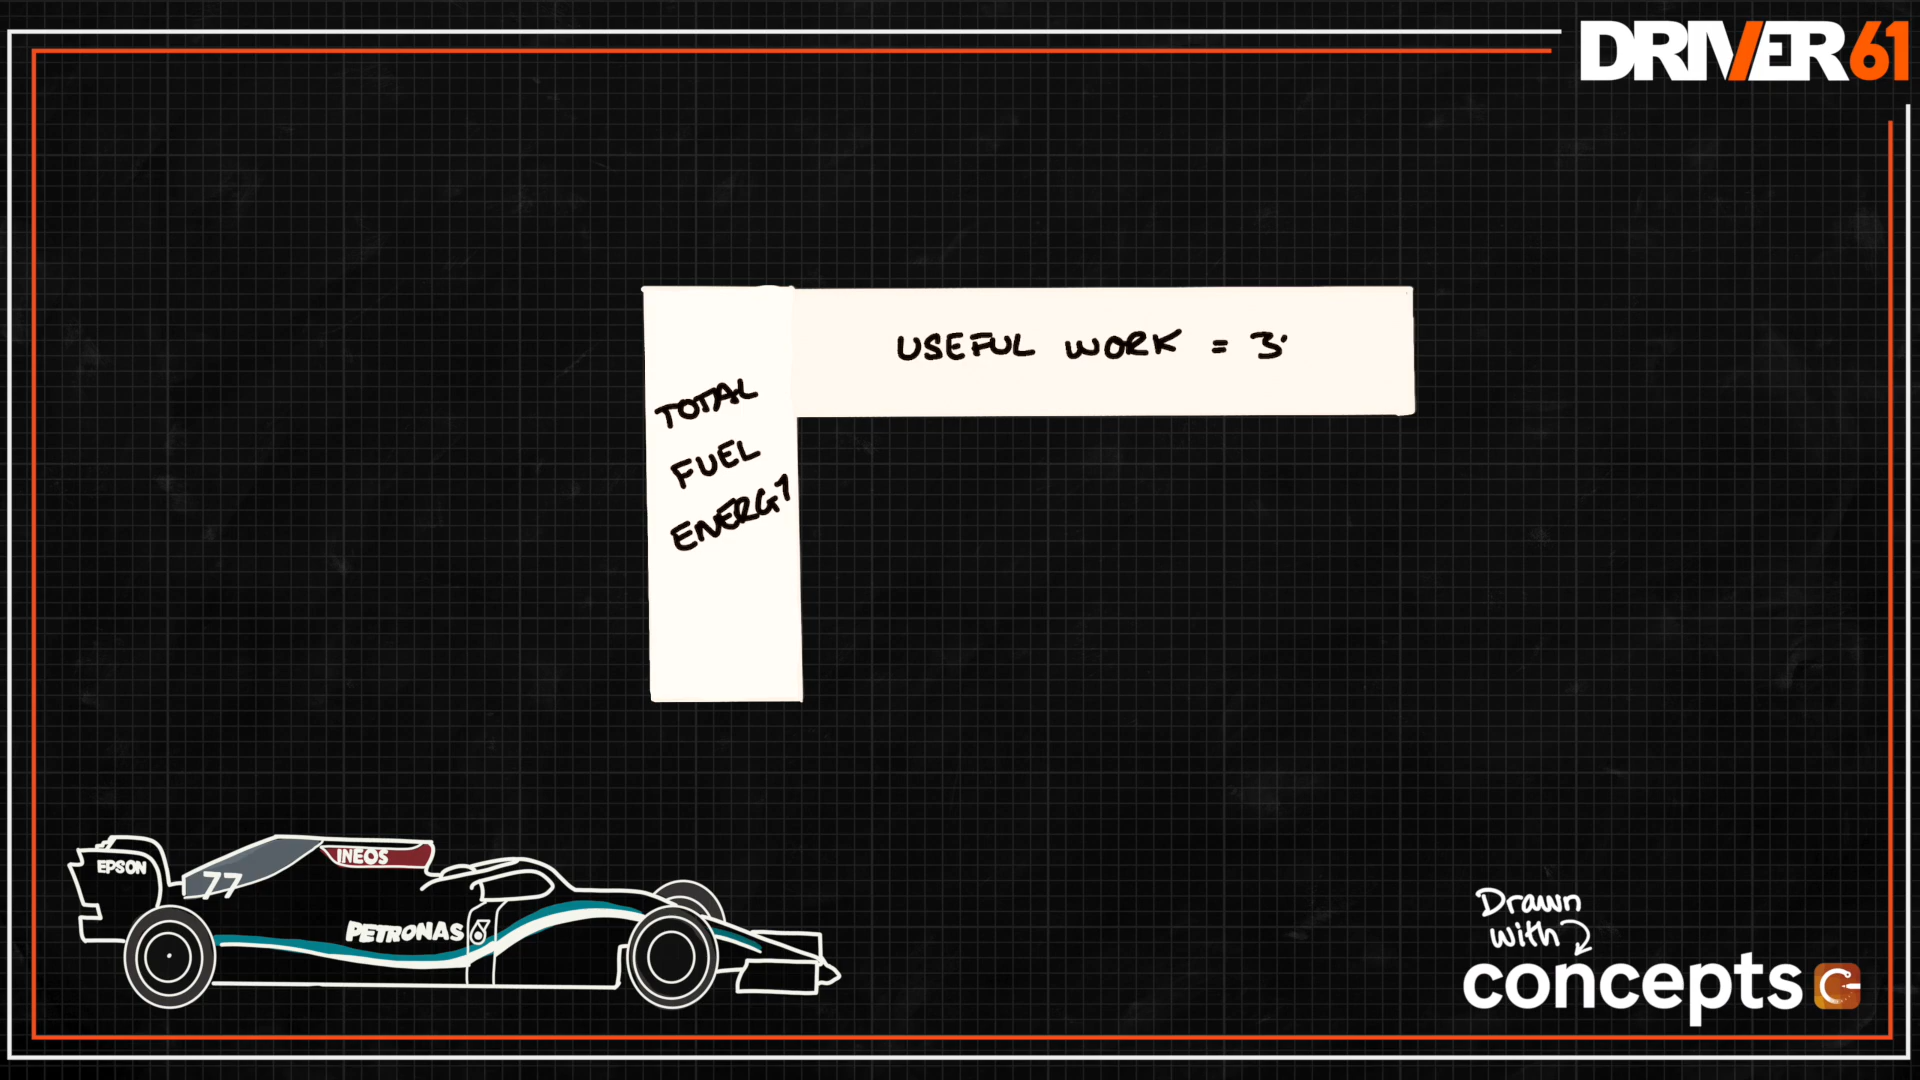 DRIVER61
USEFUL WORK = 3
TOTAL
FUEL
ENERGY
EPSON
77
INEOS
PETRONAS
Drawn
with
concepts